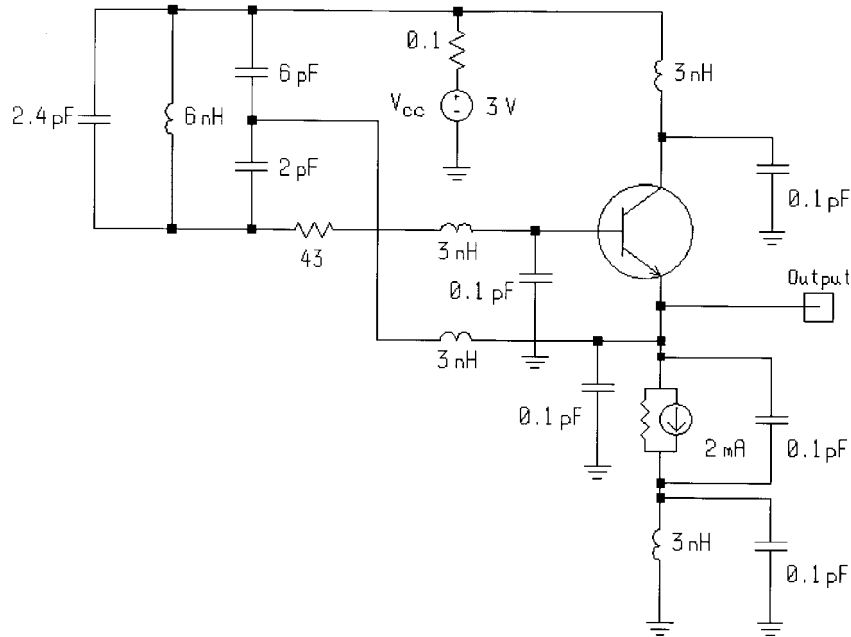 0.1
3 nH
6 pF
2.4 pF
6 nH
Vcc
3 V
2 pF
0.1 pF
43
3 nH
0.1 pF
Output
3 nH
0.1 pF
2 mA
0.1 pF
3 nH
0.1 pF